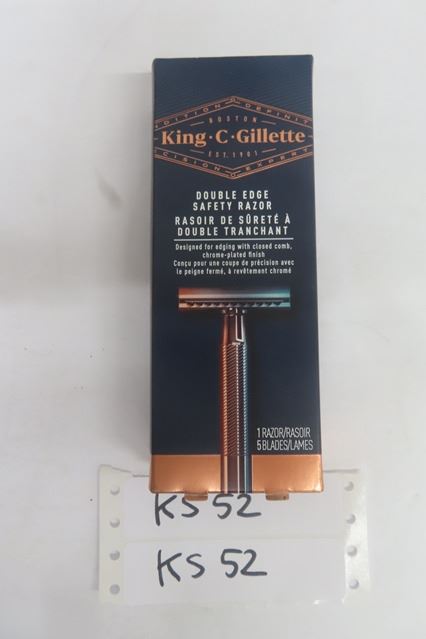 EDITION • DEFINIT
BOSTON
King•C•Gillette
EST. 1901
CISION • EXPERT
DOUBLE EDGE
SAFETY RAZOR
RASOIR DE SÛRETÉ À
DOUBLE TRANCHANT
Designed for edging with closed comb,
chrome-plated finish
Conçu pour une coupe de précision avec
le peigne fermé, à revêtement chromé
1 RAZOR/RASOIR
5 BLADES/LAMES
KS 52
KS 52